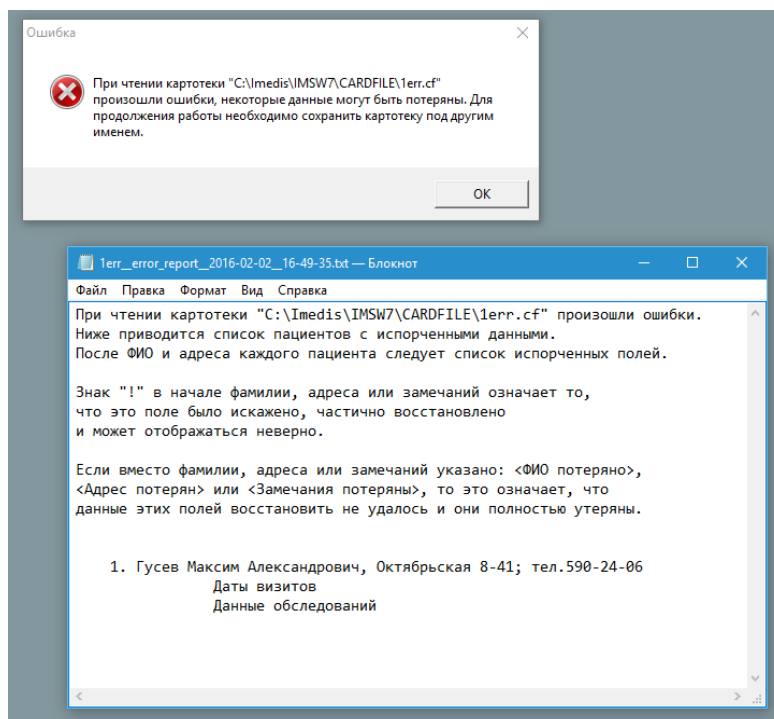 Ошибка
При чтении картотеки "C:\Imedis\IMSW7\CARDFILE\1err.cf"
произошли ошибки, некоторые данные могут быть потеряны. Для
продолжения работы необходимо сохранить картотеку под другим
именем.
OK
1err__error_report__2016-02-02__16-49-35.txt — Блокнот
Файл Правка Формат Вид Справка
При чтении картотеки "C:\Imedis\IMSW7\CARDFILE\1err.cf" произошли ошибки.
Ниже приводится список пациентов с испорченными данными.
После ФИО и адреса каждого пациента следует список испорченных полей.
Знак "!" в начале фамилии, адреса или замечаний означает то,
что это поле было искажено, частично восстановлено
и может отображаться неверно.
Если вместо фамилии, адреса или замечаний указано: <ФИО потеряно>,
<Адрес потерян> или <Замечания потеряны>, то это означает, что
данные этих полей восстановить не удалось и они полностью утеряны.
1. Гусев Максим Александрович, Октябрьская 8-41; тел.590-24-06
Даты визитов
Данные обследований